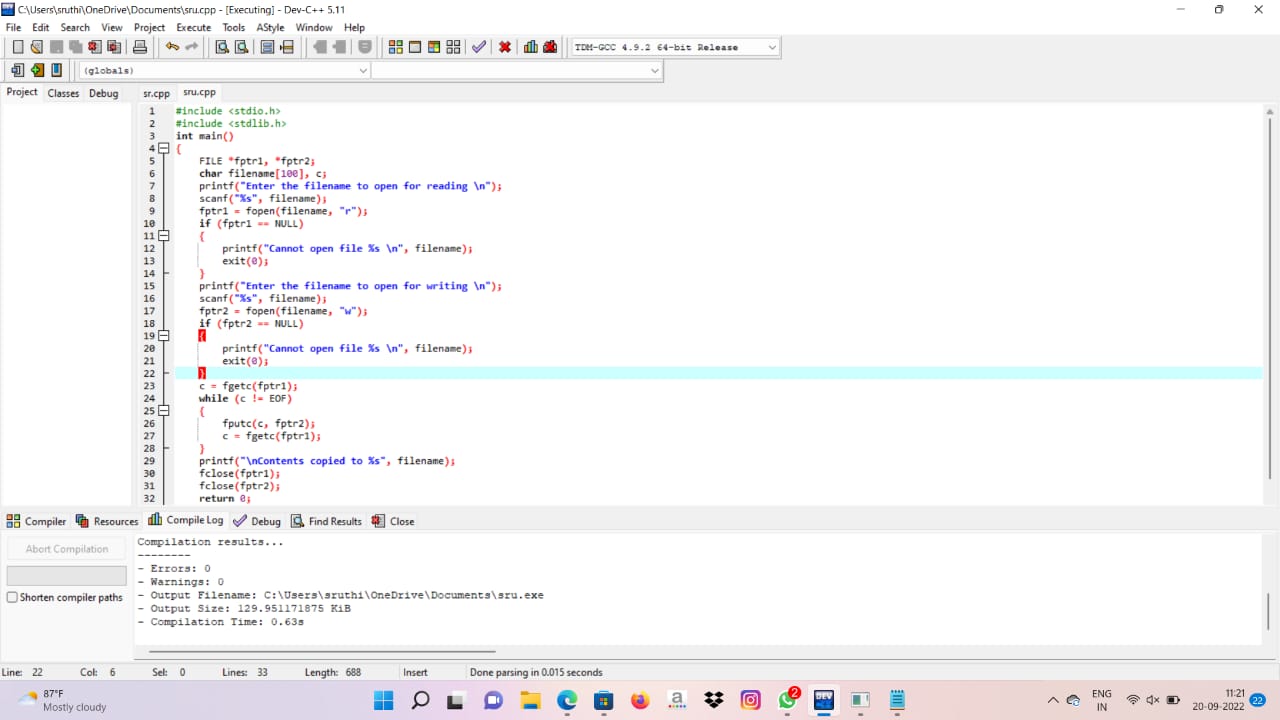 C:\Users\sruthi\OneDrive\Documents\sru.cpp - [Executing] - Dev-C++ 5.11
File Edit Search View Project Execute Tools AStyle Window Help
TDM-GCC 4.9.2 64-bit Release
(globals)
Project Classes Debug sr.cpp sru.cpp
1 #include <stdio.h>
2 #include <stdlib.h>
3 int main()
4 {
5 FILE *fptr1, *fptr2;
6 char filename[100], c;
7 printf("Enter the filename to open for reading \n");
8 scanf("%s", filename);
9 fptr1 = fopen(filename, "r");
10 if (fptr1 == NULL)
11 {
12 printf("Cannot open file %s \n", filename);
13 exit(0);
14 }
15 printf("Enter the filename to open for writing \n");
16 scanf("%s", filename);
17 fptr2 = fopen(filename, "w");
18 if (fptr2 == NULL)
19 {
20 printf("Cannot open file %s \n", filename);
21 exit(0);
22 }
23 c = fgetc(fptr1);
24 while (c != EOF)
25 {
26 fputc(c, fptr2);
27 c = fgetc(fptr1);
28 }
29 printf("\nContents copied to %s", filename);
30 fclose(fptr1);
31 fclose(fptr2);
32 return 0;
Compiler Resources Compile Log Debug Find Results Close
Abort Compilation
Shorten compiler paths
Compilation results...
--------
- Errors: 0
- Warnings: 0
- Output Filename: C:\Users\sruthi\OneDrive\Documents\sru.exe
- Output Size: 129.951171875 KiB
- Compilation Time: 0.63s
Line: 22 Col: 6 Sel: 0 Lines: 33 Length: 688 Insert Done parsing in 0.015 seconds
87°F
Mostly cloudy
a
2
DEV
ENG
IN
11:21
20-09-2022
22